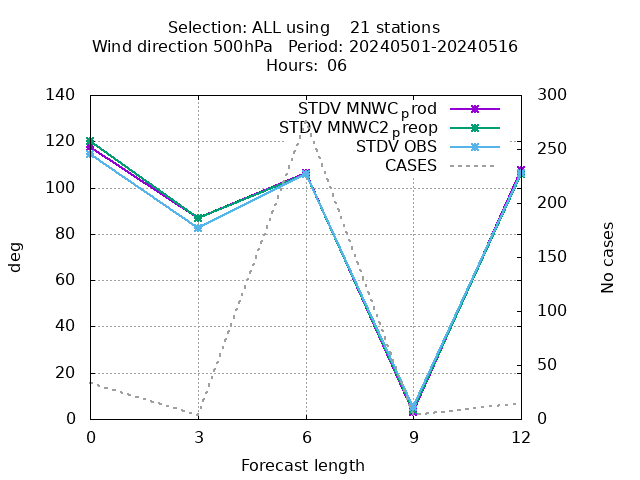 Selection: ALL using    21 stations
Wind direction 500hPa   Period: 20240501-20240516
Hours: 06
140
120
100
80
60
40
20
0
300
250
200
150
100
50
0
STDV MNWC_prod
STDV MNWC2_preop
STDV OBS
CASES
deg
No cases
0 3 6 9 12
Forecast length